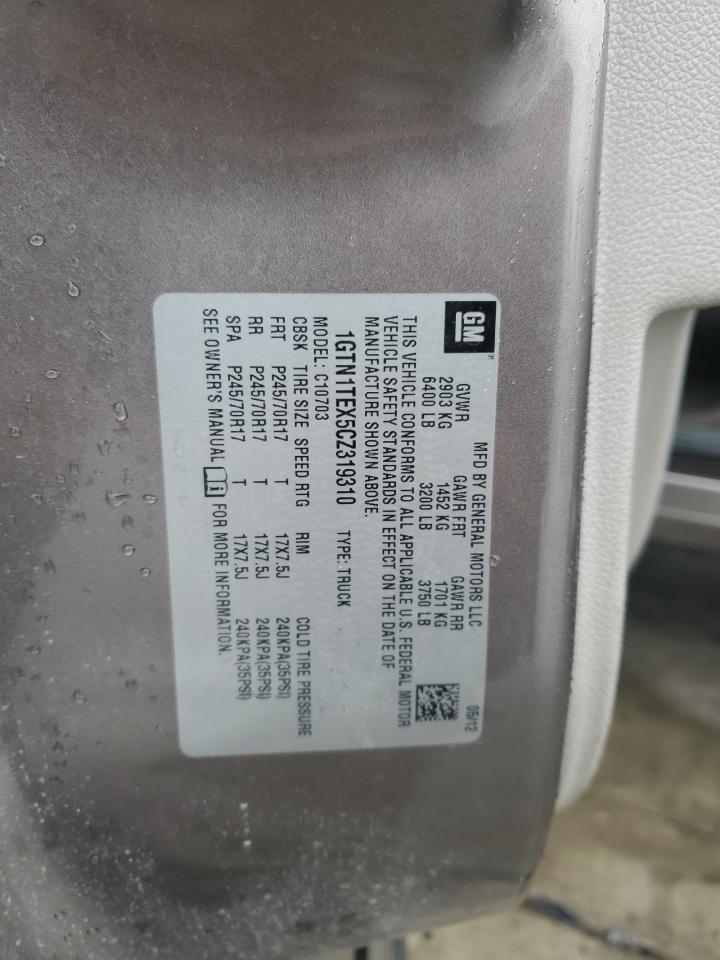 GM
MFD BY GENERAL MOTORS LLC 05/12
GVWR GAWR FRT GAWR RR
2903 KG 1452 KG 1701 KG
6400 LB 3200 LB 3750 LB
THIS VEHICLE CONFORMS TO ALL APPLICABLE U.S. FEDERAL MOTOR
VEHICLE SAFETY STANDARDS IN EFFECT ON THE DATE OF
MANUFACTURE SHOWN ABOVE.
1GTN1TEX5CZ319310 TYPE: TRUCK
MODEL: C10703
CBSK TIRE SIZE SPEED RTG RIM COLD TIRE PRESSURE
FRT P245/70R17 T 17X7.5J 240KPA(35PSI)
RR P245/70R17 T 17X7.5J 240KPA(35PSI)
SPA P245/70R17 T 17X7.5J 240KPA(35PSI)
SEE OWNER'S MANUAL i FOR MORE INFORMATION.